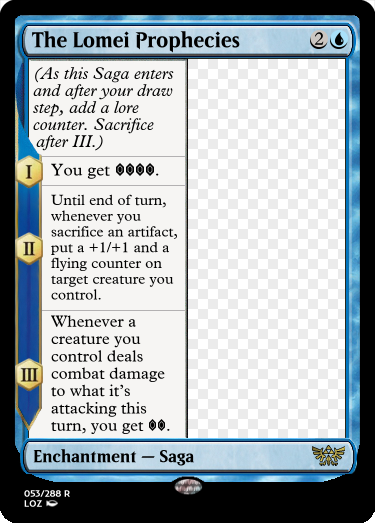 The Lomei Prophecies 2
(As this Saga enters
and after your draw
step, add a lore
counter. Sacrifice
after III.)
I You get .
Until end of turn,
whenever you
sacrifice an artifact,
II put a +1/+1 and a
flying counter on
target creature you
control.
Whenever a
creature you
control deals
III combat damage
to what it's
attacking this
turn, you get .
Enchantment — Saga
053/288 R
LOZ